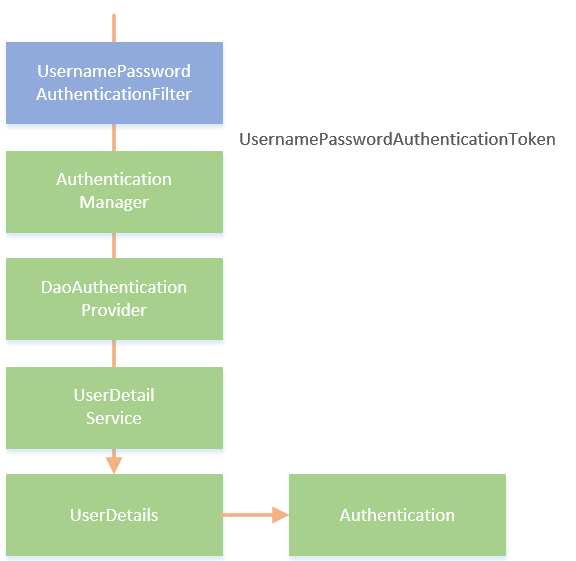 UsernamePassword
AuthenticationFilter
UsernamePasswordAuthenticationToken
Authentication
Manager
DaoAuthentication
Provider
UserDetail
Service
UserDetails
Authentication